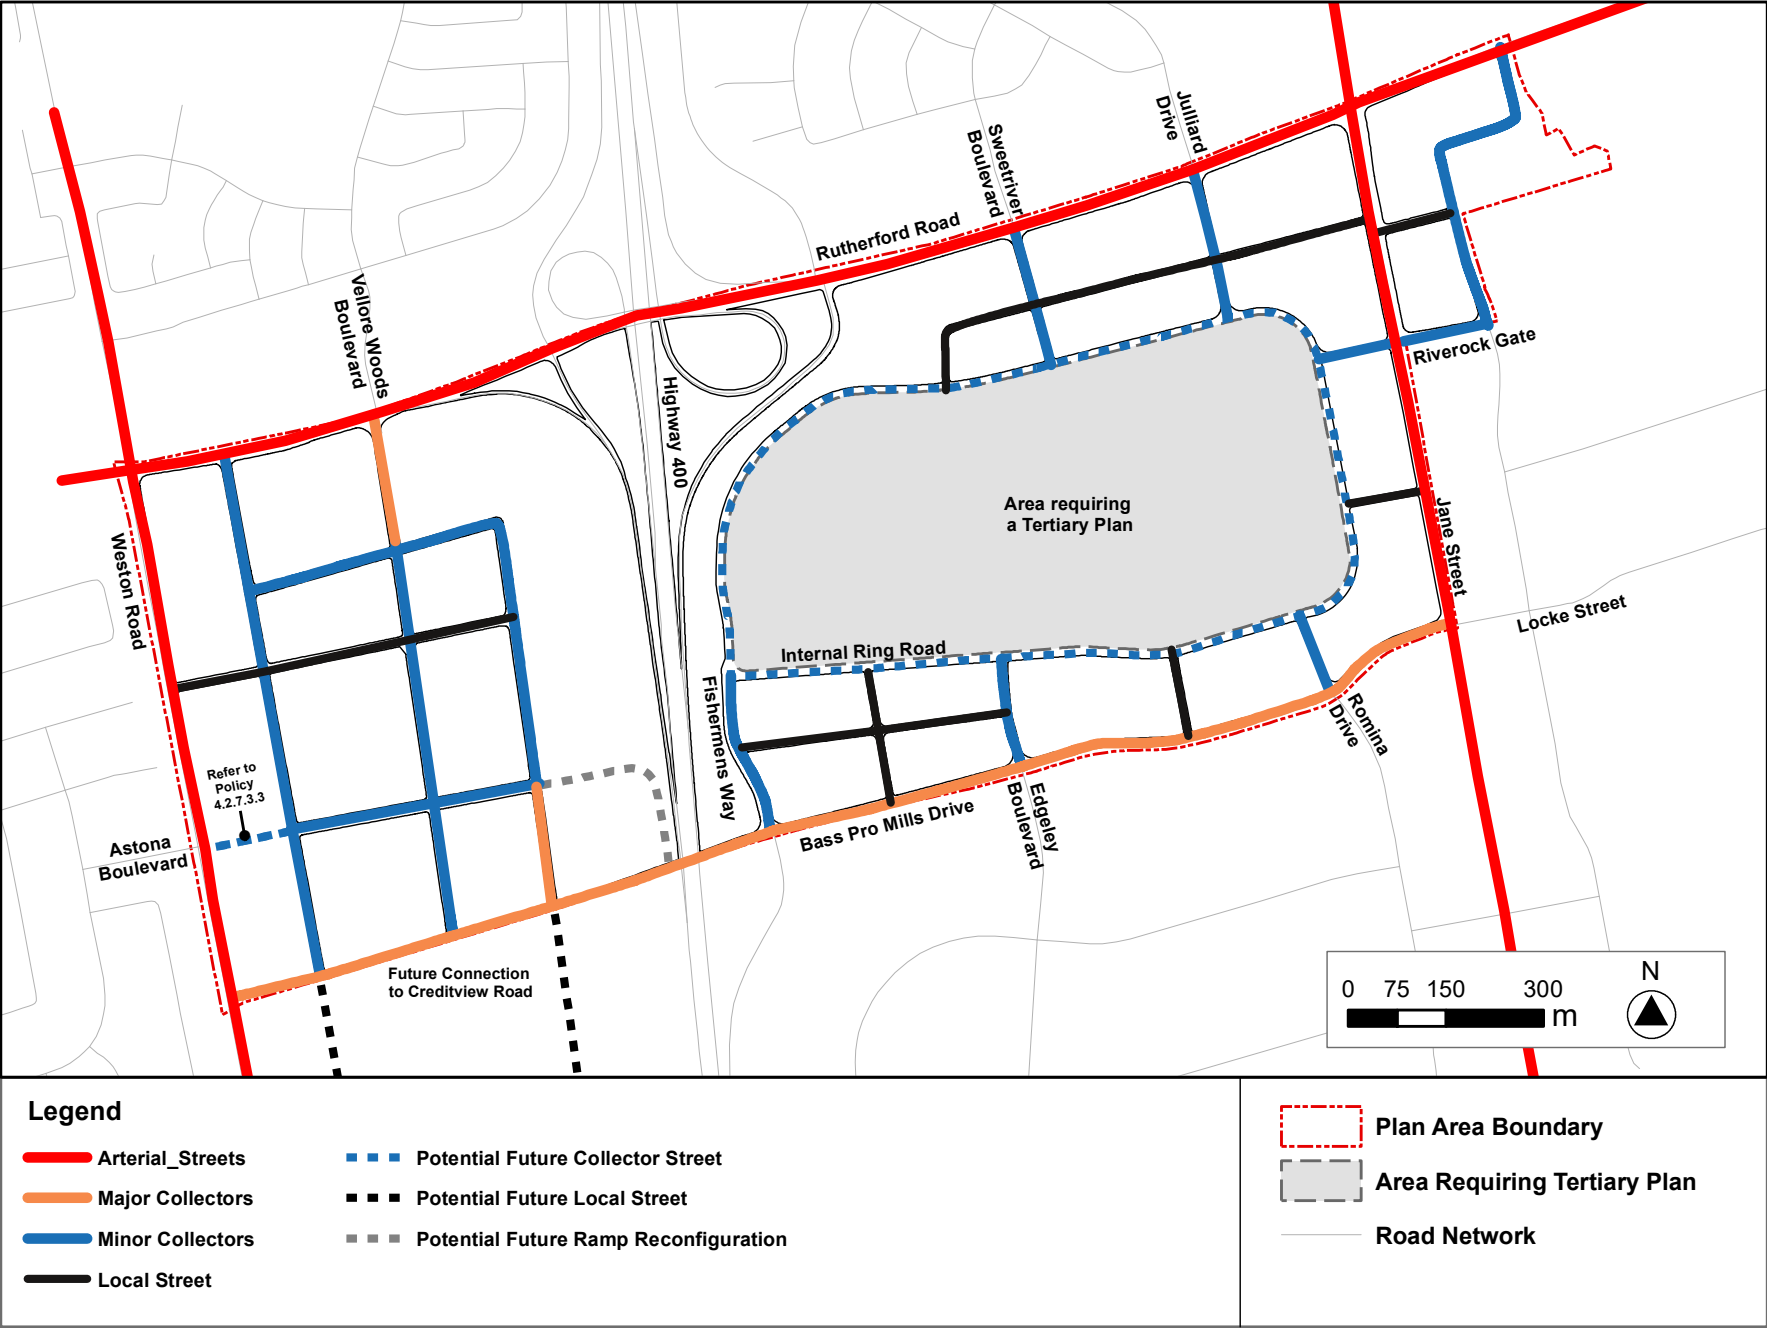 Julliard
Drive
Sweetriver
Boulevard
Rutherford Road
Vellore Woods
Boulevard
Highway 400
Riverock Gate
Area requiring
a Tertiary Plan
Jane Street
Weston Road
Locke Street
Internal Ring Road
Fishermens Way
Romina
Drive
Refer to
Policy
4.2.7.3.3
Edgeley
Boulevard
Bass Pro Mills Drive
Astona
Boulevard
Future Connection
to Creditview Road
N
0 75 150 300
m
Legend
Arterial_Streets
Major Collectors
Minor Collectors
Local Street
Potential Future Collector Street
Potential Future Local Street
Potential Future Ramp Reconfiguration
Plan Area Boundary
Area Requiring Tertiary Plan
Road Network